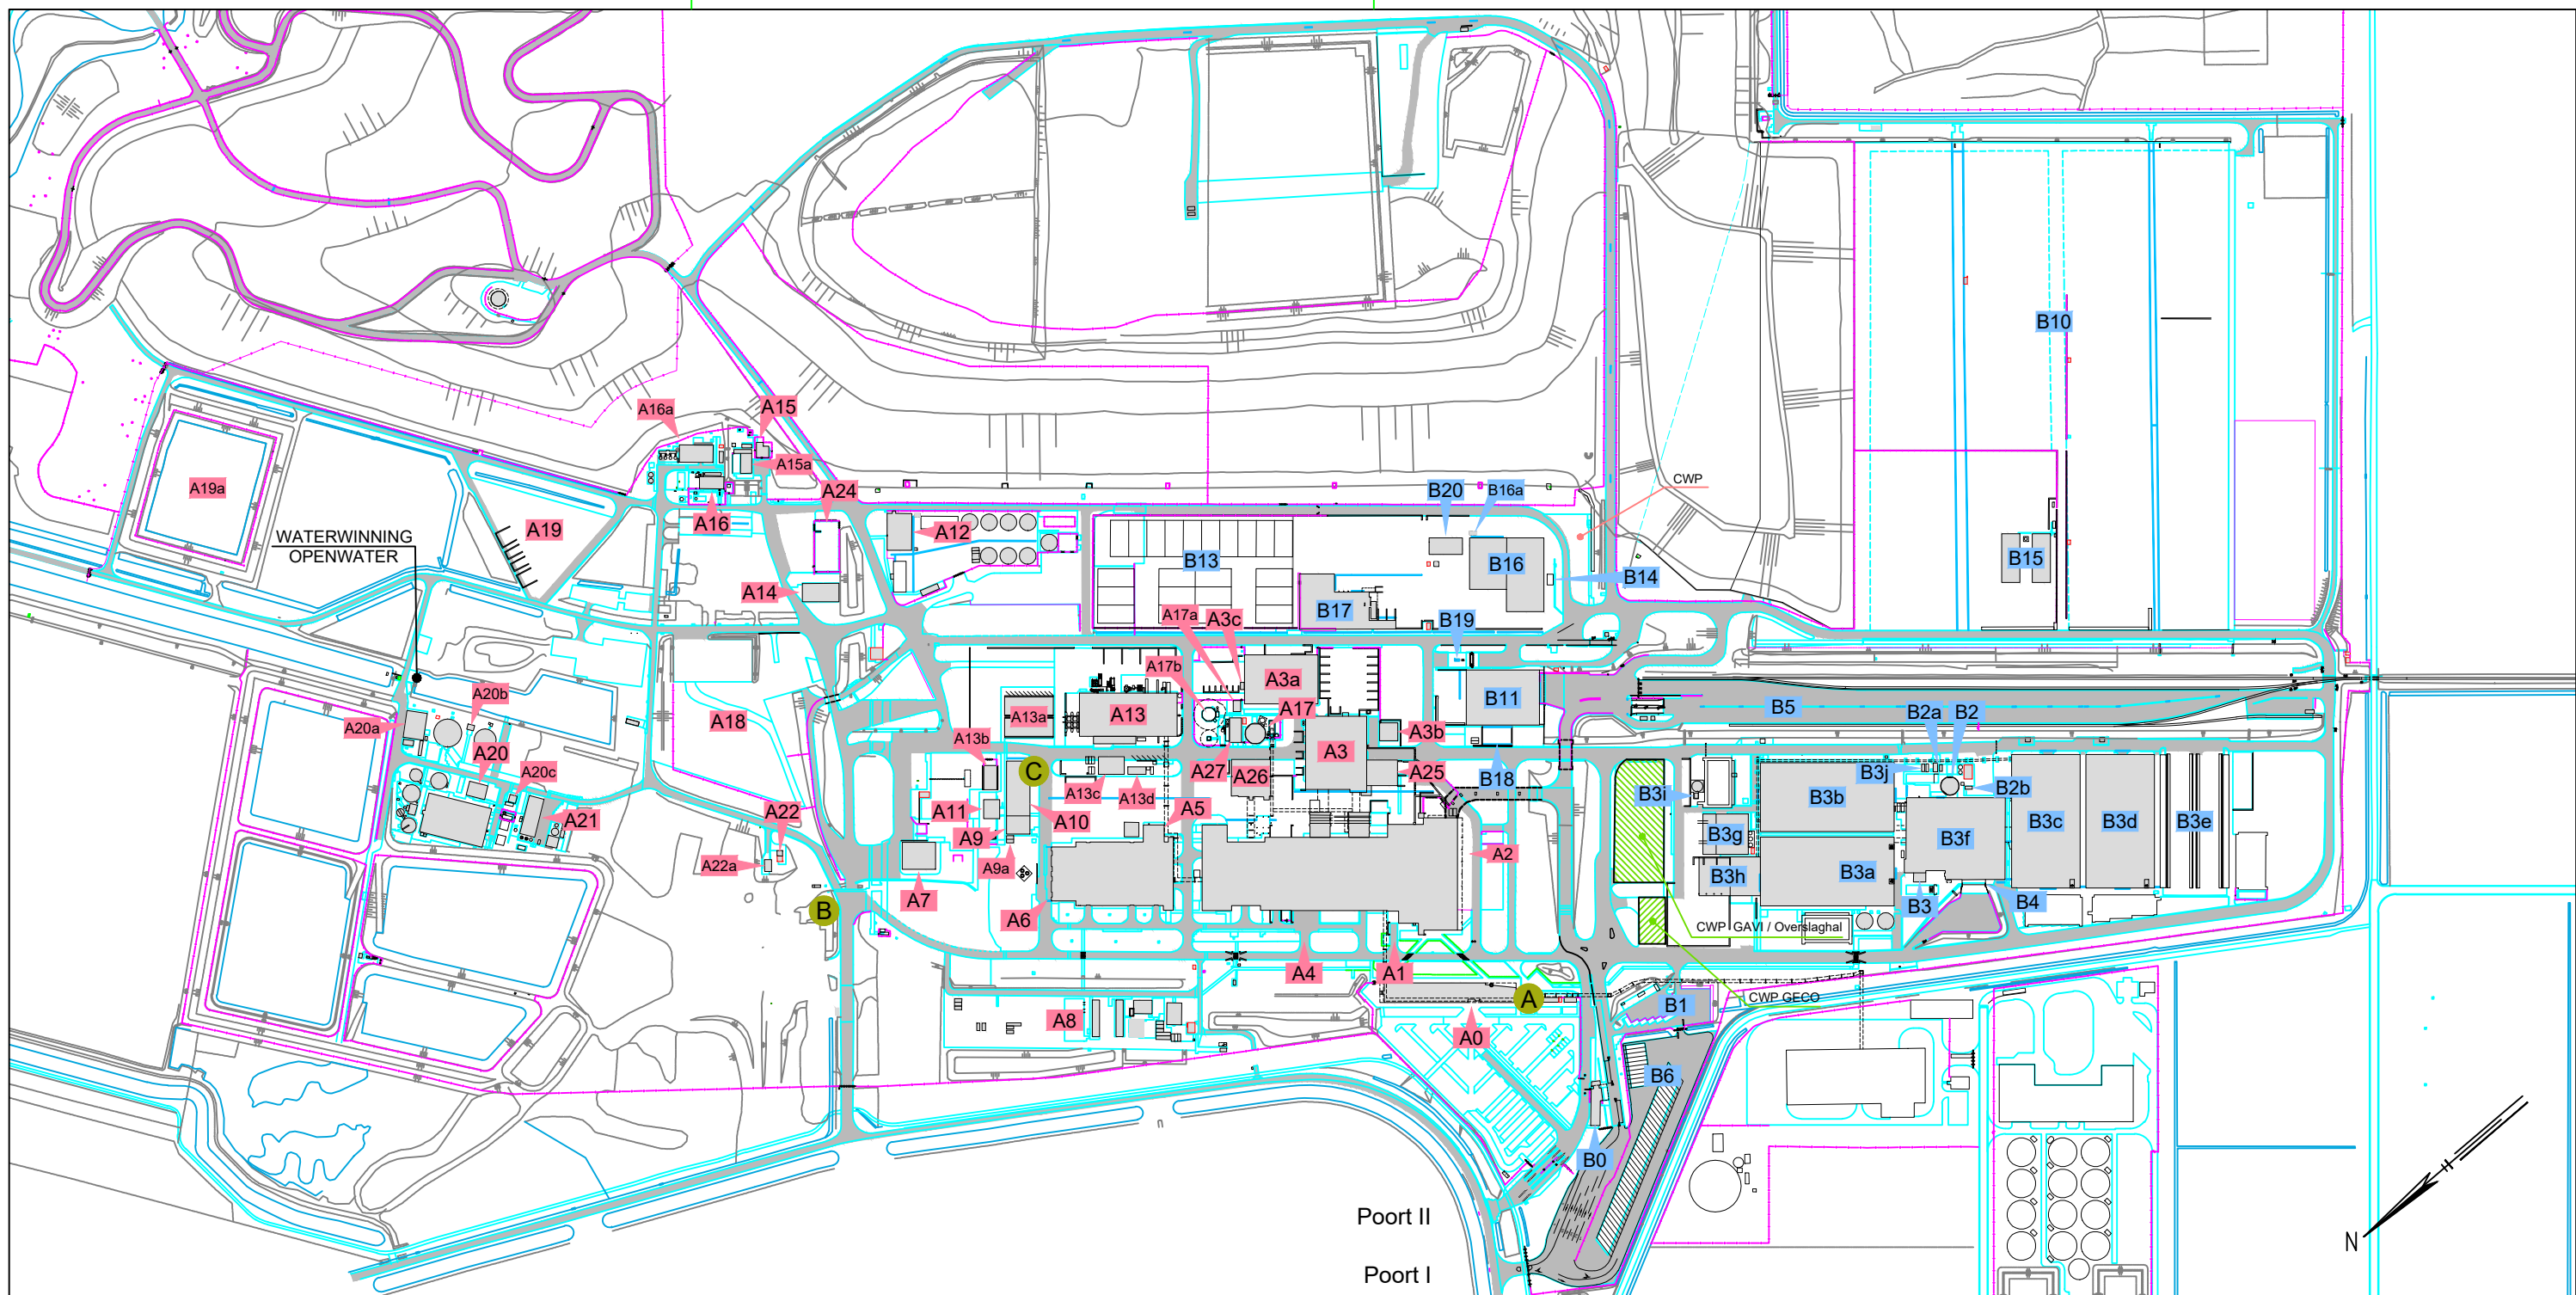 B10
A16a
A15
A15a
CWP
A19a
A24
B20
B16a
A16
A19
A12
WATERWINNING
OPENWATER
B13
B16
B15
B14
A14
B17
A17a
A3c
B19
A17b
A3a
A20b
A13a
A13
A17
B11
B5
B2a
B2
A20a
A18
A13b
A3
A3b
A20
A20c
C
A27
A26
A25
B18
B3j
B2b
A13c
A13d
B3i
B3b
A22
A11
A10
A5
A21
A9
B3g
B3f
B3c
B3d
B3e
A22a
A9a
A2
B3h
B3a
A7
B
A6
B3
B4
CWP GAVI / Overslaghal
A4
A1
A
CWP GECO
B1
A8
A0
B6
B0
Poort II
N
Poort I